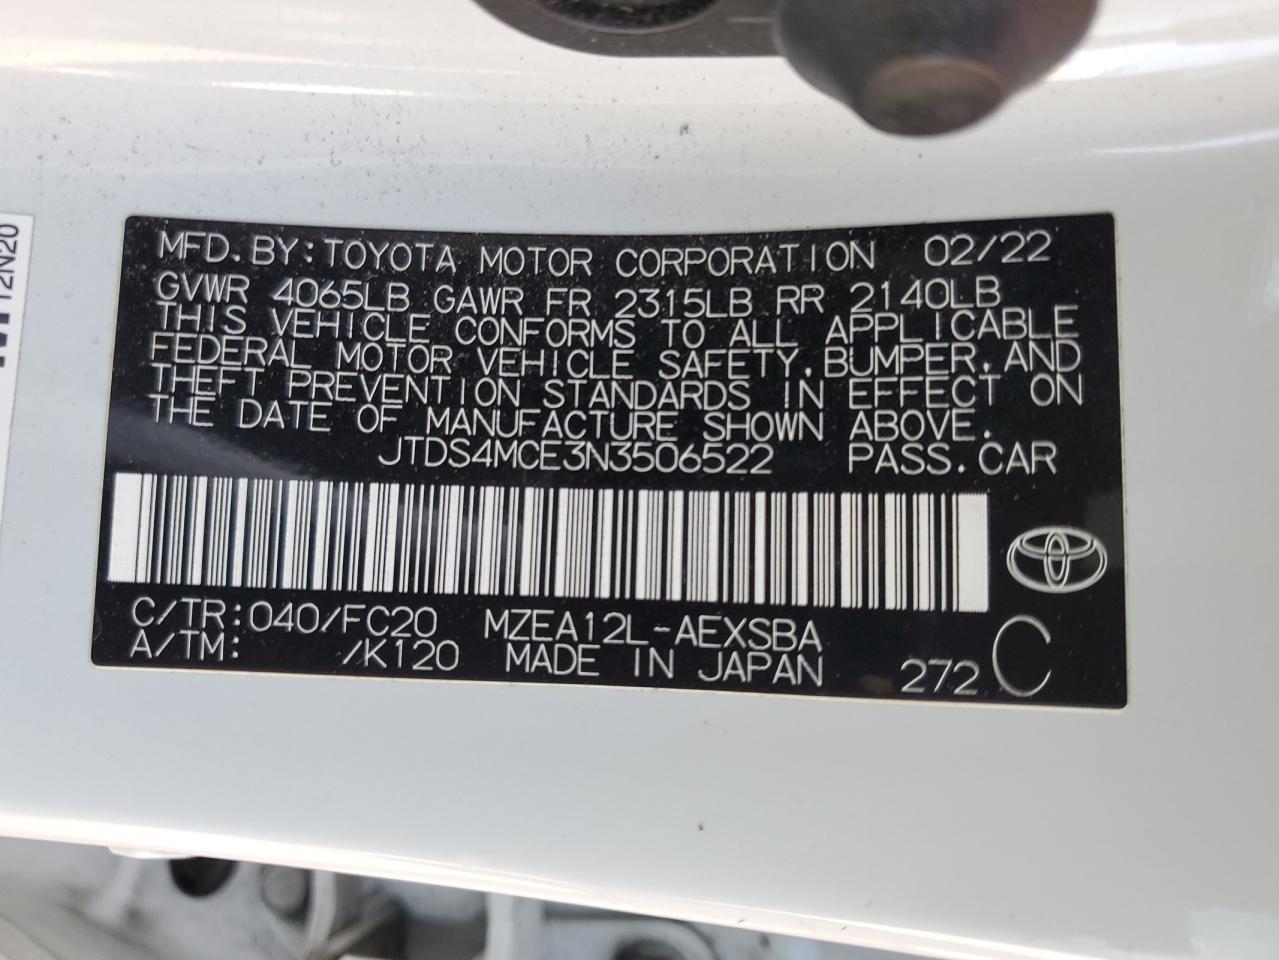 MFD. BY: TOYOTA MOTOR CORPORATION 02/22
GVWR 4065LB GAWR FR 2315LB RR 2140LB
THIS VEHICLE CONFORMS TO ALL APPLICABLE
FEDERAL MOTOR VEHICLE SAFETY, BUMPER, AND
THEFT PREVENTION STANDARDS IN EFFECT ON
THE DATE OF MANUFACTURE SHOWN ABOVE.
JTDS4MCE3N3506522 PASS. CAR
C/TR: 040/FC20 MZEA12L-AEXSBA
A/TM: /K120 MADE IN JAPAN 272 C